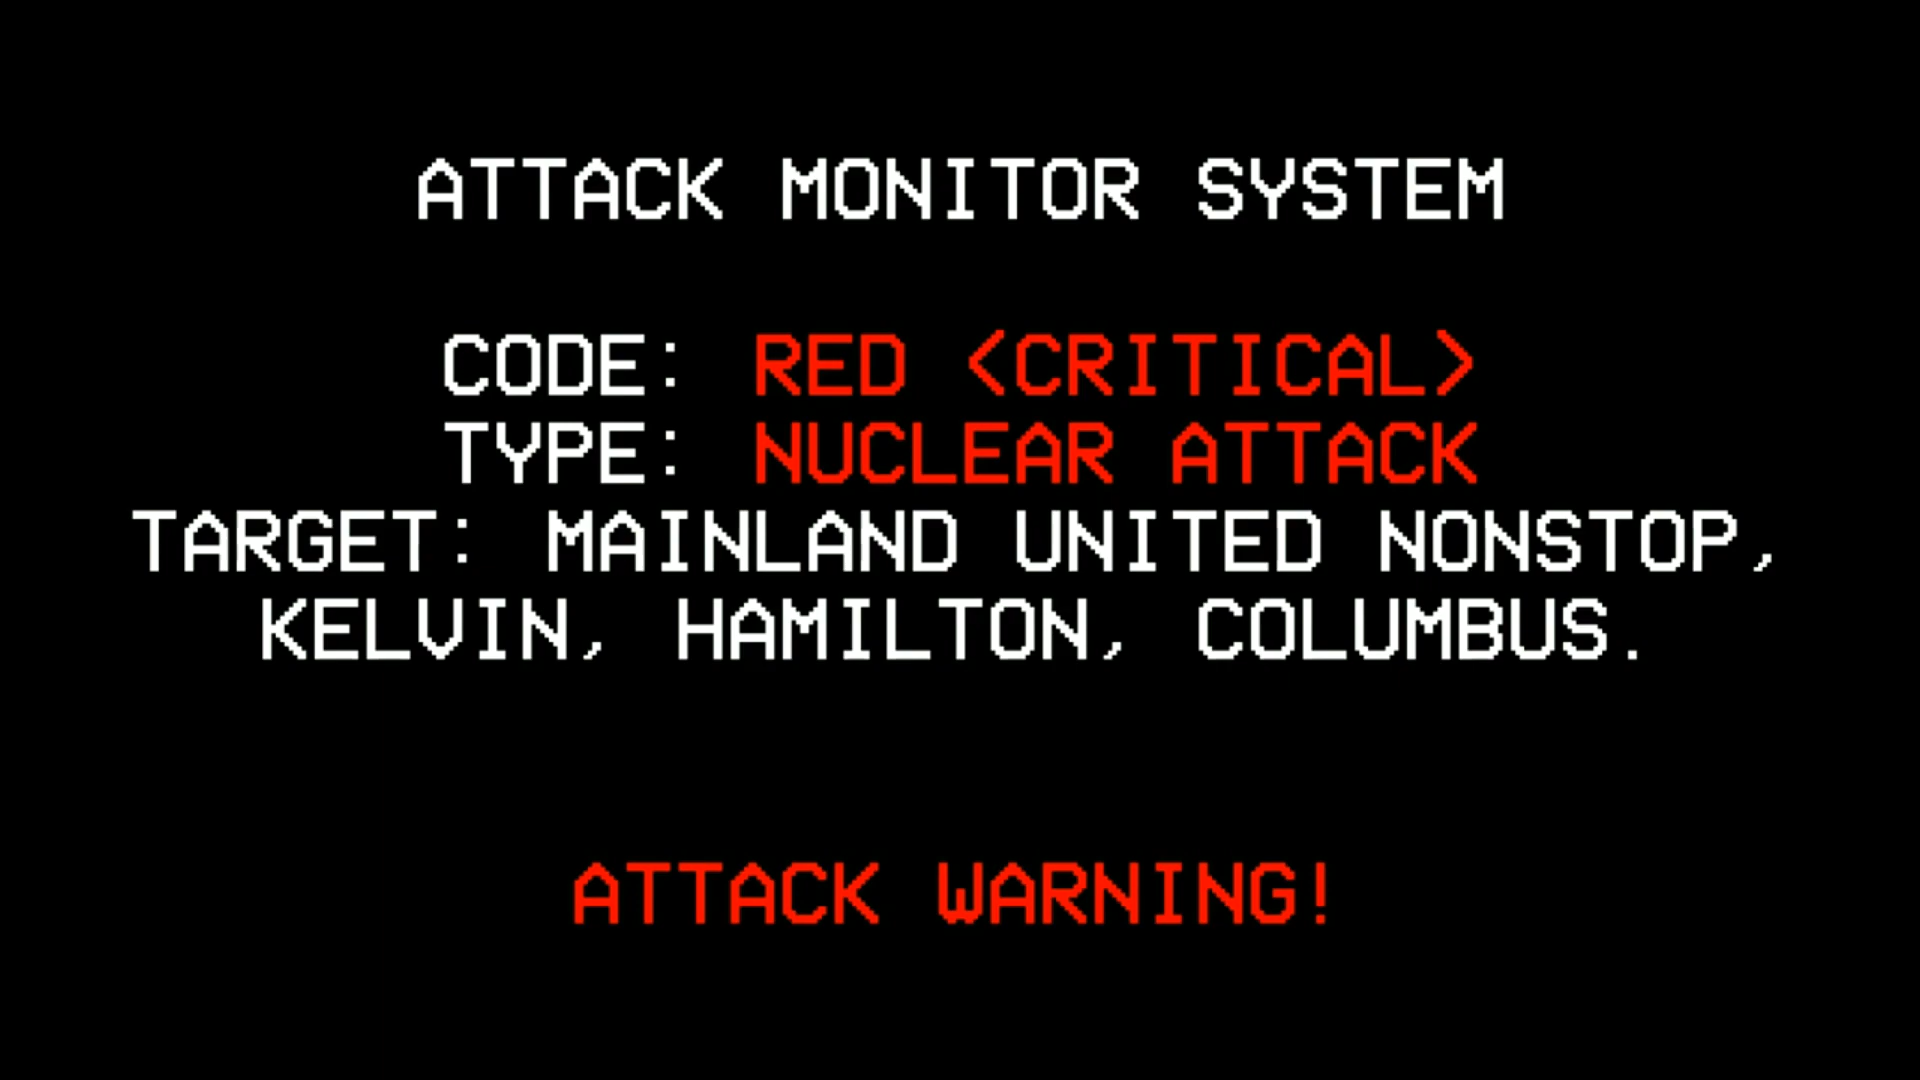 ATTACK MONITOR SYSTEM
CODE: RED <CRITICAL>
TYPE: NUCLEAR ATTACK
TARGET: MAINLAND UNITED NONSTOP,
KELVIN, HAMILTON, COLUMBUS.
ATTACK WARNING!